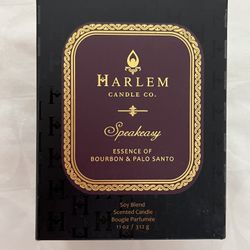 HARLEM
CANDLE CO.
Speakeasy
ESSENCE OF
BOURBON & PALO SANTO
Soy Blend
Scented Candle
Bougie Parfumée
11 oz / 312 g